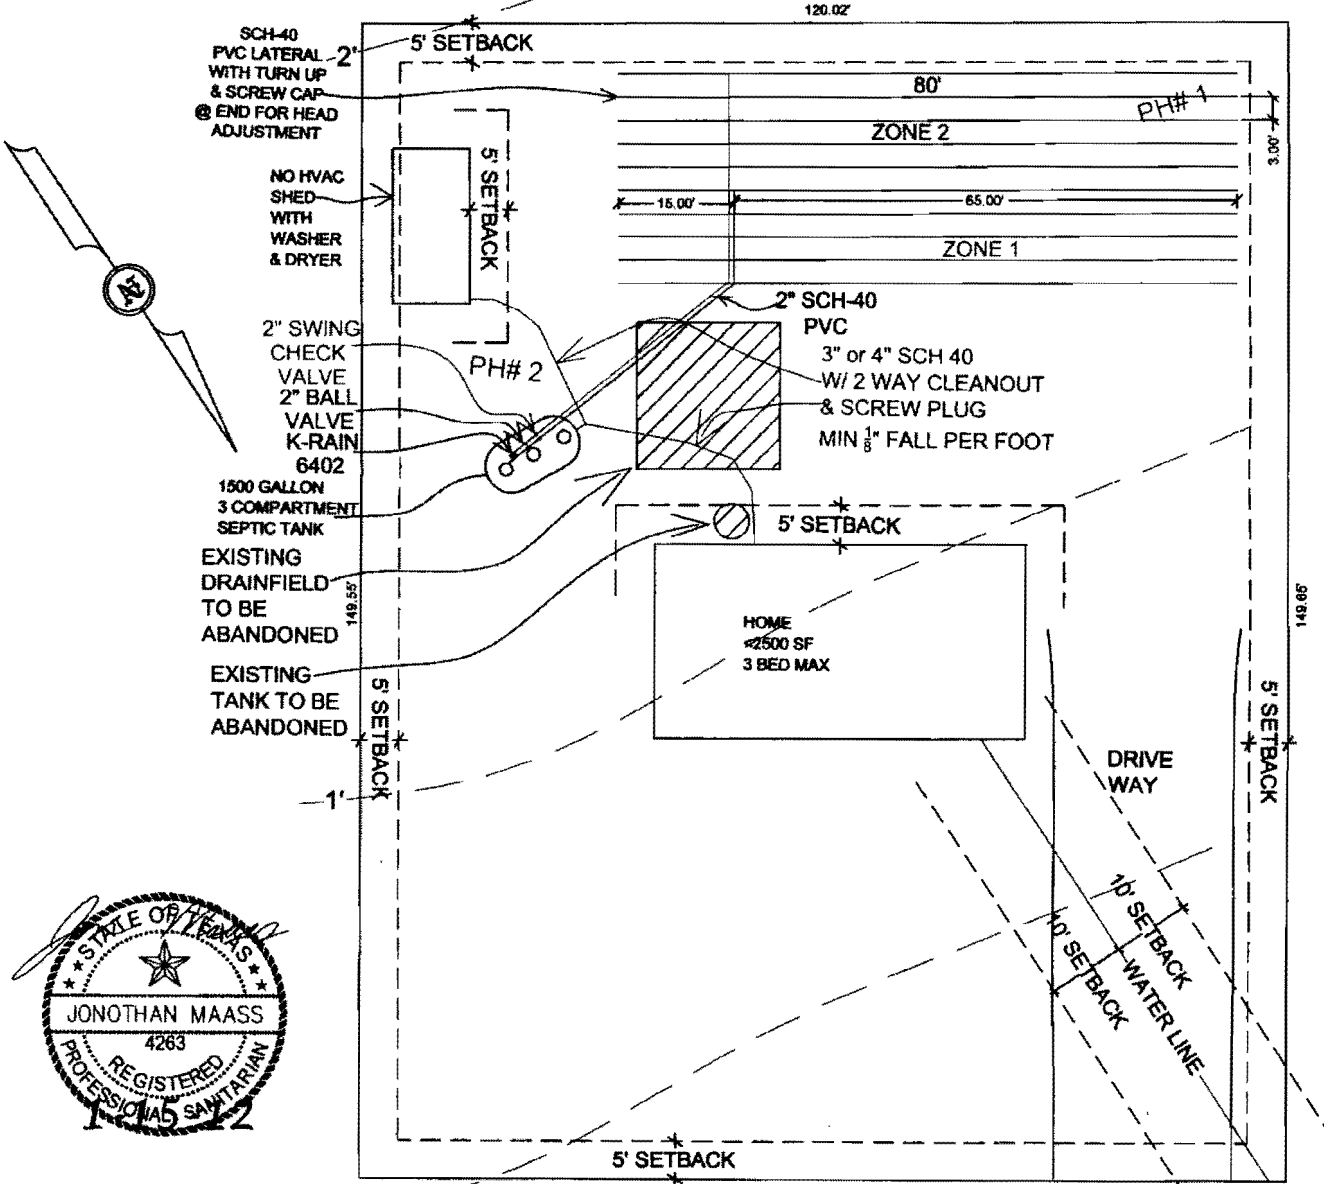 120.02'
SCH-40
PVC LATERAL
WITH TURN UP
& SCREW CAP
@ END FOR HEAD
ADJUSTMENT
2'
5' SETBACK
80'
PH# 1
ZONE 2
3.00'
NO HVAC
SHED
WITH
WASHER
& DRYER
5' SETBACK
15.00'
65.00'
ZONE 1
2" SCH-40
PVC
2" SWING
CHECK
VALVE
PH# 2
3" or 4" SCH 40
W/ 2 WAY CLEANOUT
& SCREW PLUG
MIN 1/8" FALL PER FOOT
2" BALL
VALVE
K-RAIN
6402
1500 GALLON
3 COMPARTMENT
SEPTIC TANK
5' SETBACK
EXISTING
DRAINFIELD
TO BE
ABANDONED
149.55'
149.65'
HOME
<2500 SF
3 BED MAX
EXISTING
TANK TO BE
ABANDONED
5' SETBACK
5' SETBACK
1'
DRIVE
WAY
10' SETBACK
10' SETBACK
WATER LINE
STATE OF TEXAS
JONOTHAN MAASS
4263
REGISTERED
PROFESSIONAL SANITARIAN
5' SETBACK